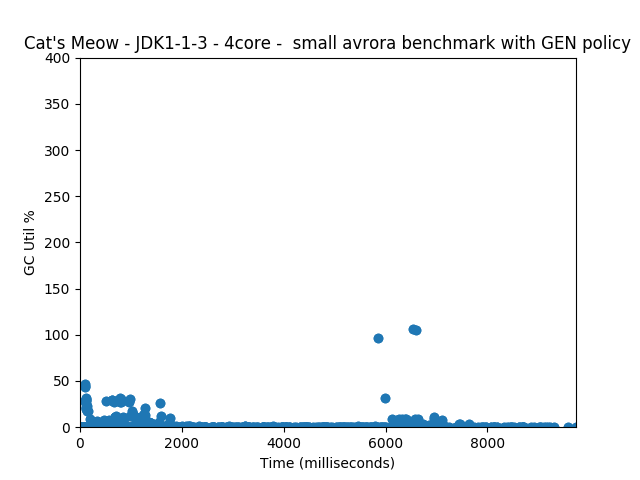 Cat's Meow - JDK1-1-3 - 4core -  small avrora benchmark with GEN policy
400
350
300
250
200
150
100
50
0
GC Util %
0 2000 4000 6000 8000
Time (milliseconds)